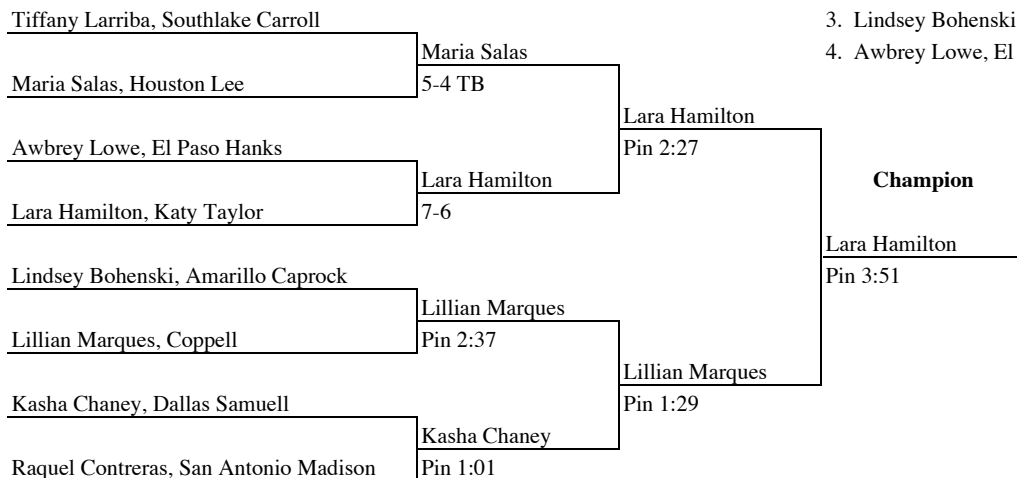 Tiffany Larriba, Southlake Carroll
3. Lindsey Bohenski
Maria Salas
4. Awbrey Lowe, El
Maria Salas, Houston Lee
5-4 TB
Lara Hamilton
Awbrey Lowe, El Paso Hanks
Pin 2:27
Lara Hamilton
Champion
Lara Hamilton, Katy Taylor
7-6
Lara Hamilton
Lindsey Bohenski, Amarillo Caprock
Pin 3:51
Lillian Marques
Lillian Marques, Coppell
Pin 2:37
Lillian Marques
Kasha Chaney, Dallas Samuell
Pin 1:29
Kasha Chaney
Raquel Contreras, San Antonio Madison
Pin 1:01